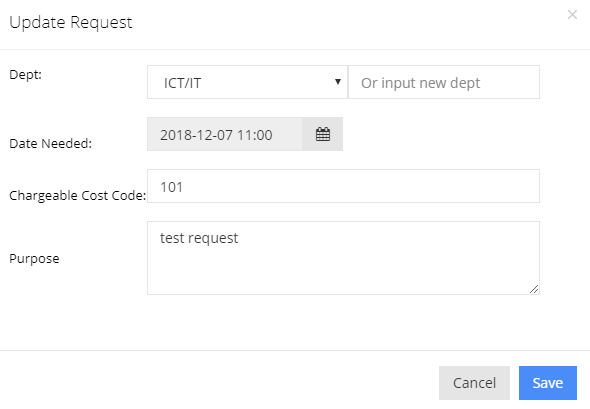 Update Request ×
Dept: ICT/IT Or input new dept
Date Needed: 2018-12-07 11:00
Chargeable Cost Code: 101
Purpose test request
Cancel Save